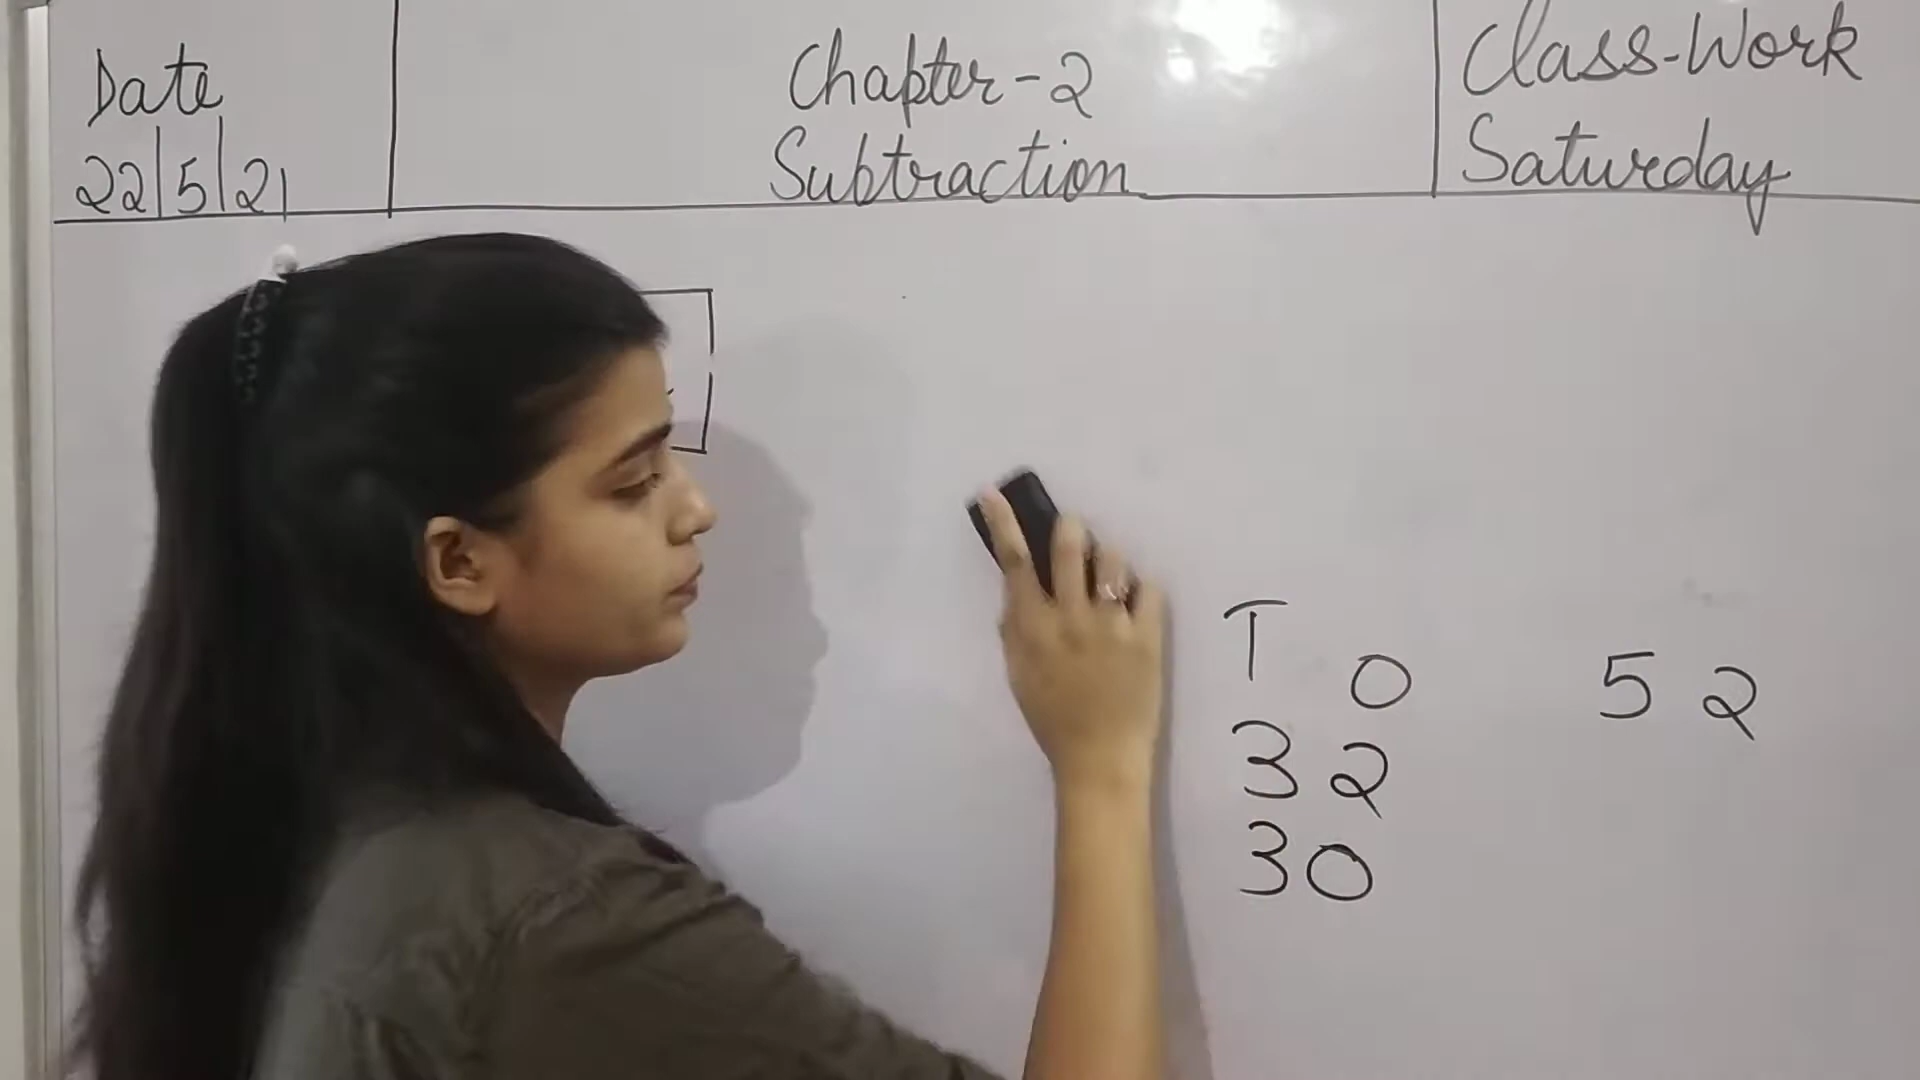 Date
22/5/21
Chapter-2
Subtraction
Class-Work
Saturday
T O
3 2
3 0
5 2